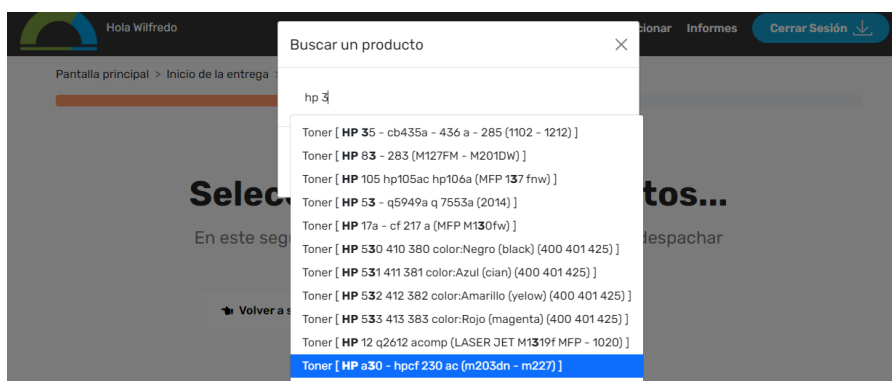 Hola Wilfredo
Buscar un producto
cionar Informes Cerrar Sesión
Pantalla principal > Inicio de la entrega >
hp 3
Toner [ HP 35 - cb435a - 436 a - 285 (1102 - 1212) ]
Toner [ HP 83 - 283 (M127FM - M201DW) ]
Toner [ HP 105 hp105ac hp106a (MFP 137 fnw) ]
Toner [ HP 53 - q5949a q 7553a (2014) ]
Toner [ HP 17a - cf 217 a (MFP M130fw) ]
Toner [ HP 530 410 380 color:Negro (black) (400 401 425) ]
Toner [ HP 531 411 381 color:Azul (cian) (400 401 425) ]
Toner [ HP 532 412 382 color:Amarillo (yelow) (400 401 425) ]
Toner [ HP 533 413 383 color:Rojo (magenta) (400 401 425) ]
Toner [ HP 12 q2612 acomp (LASER JET M1319f MFP - 1020) ]
Toner [ HP a30 - hpcf 230 ac (m203dn - m227) ]
Selec tos...
En este seg despachar
Volver a s